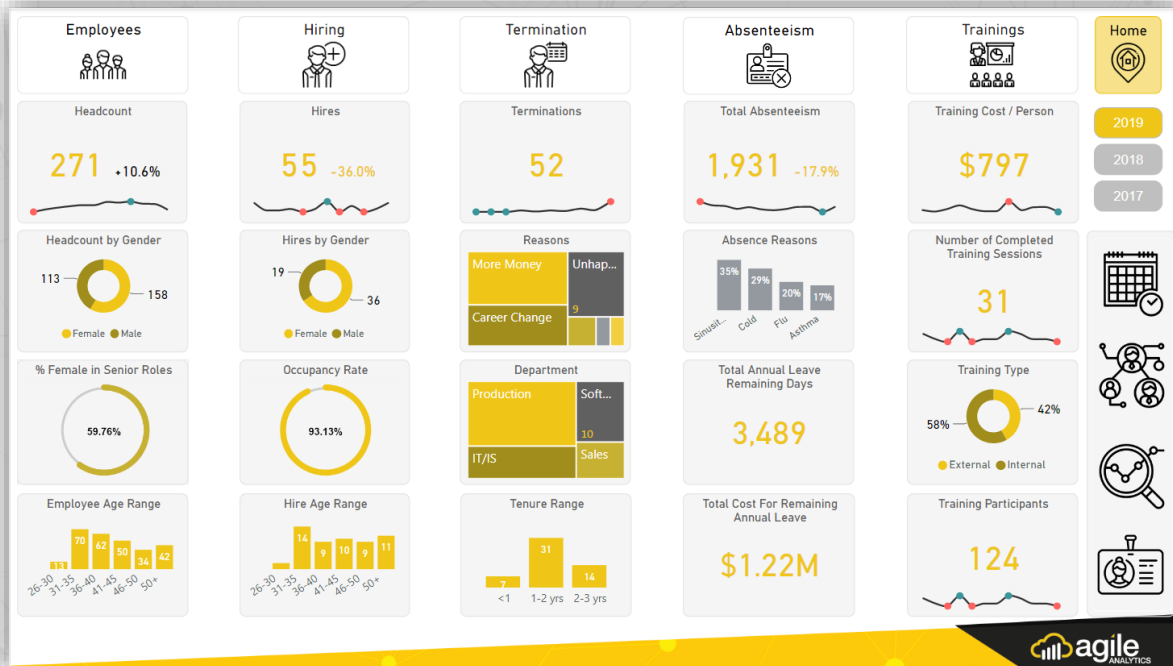 Employees
Hiring
Termination
Absenteeism
Trainings
Home
Headcount
271 +10.6%
Hires
55 -36.0%
Terminations
52
Total Absenteeism
1,931 -17.9%
Training Cost / Person
$797
2019
2018
2017
Headcount by Gender
113
158
Female Male
Hires by Gender
19
36
Female Male
Reasons
More Money
Unhap...
9
Career Change
Absence Reasons
35%
29%
20%
17%
Sinusit...
Cold
Flu
Asthma
Number of Completed
Training Sessions
31
% Female in Senior Roles
59.76%
Occupancy Rate
93.13%
Department
Production
Soft...
10
IT/IS
Sales
Total Annual Leave
Remaining Days
3,489
Training Type
42%
58%
External Internal
Employee Age Range
13
70
62
50
34
42
26-30
31-35
36-40
41-45
46-50
50+
Hire Age Range
14
9
10
9
11
26-30
31-35
36-40
41-45
46-50
50+
Tenure Range
7
31
14
<1 1-2 yrs 2-3 yrs
Total Cost For Remaining
Annual Leave
$1.22M
Training Participants
124
agile
ANALYTICS